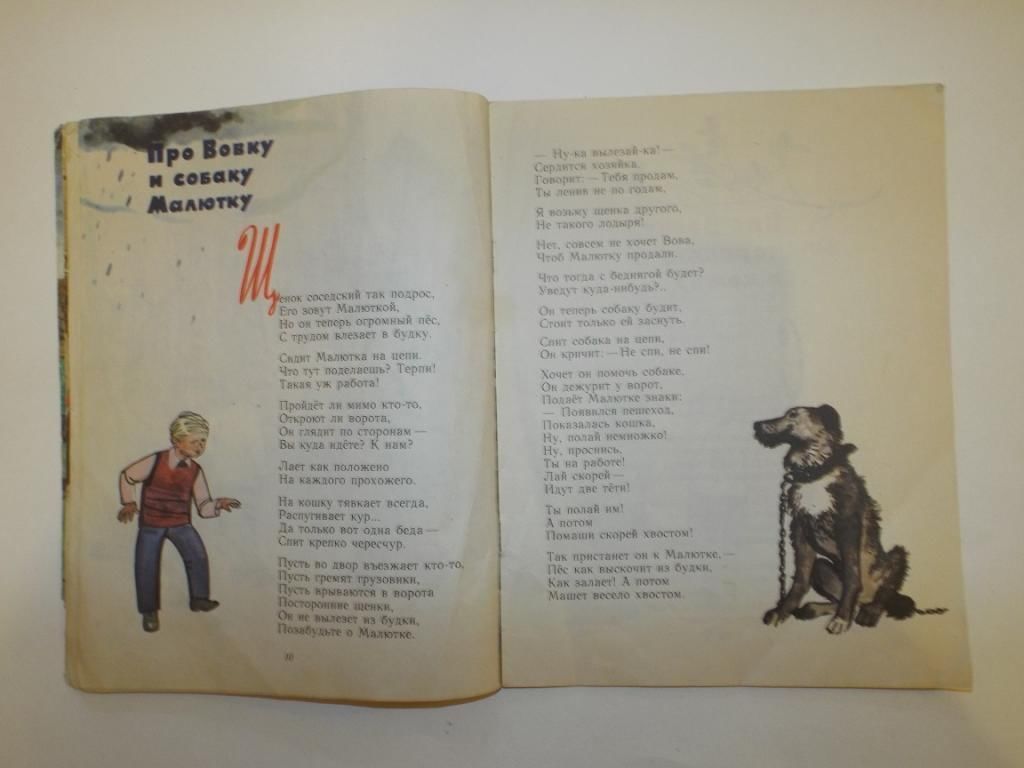 Про Вовку
и собаку
Малютку
Щенок соседский так подрос,
Его зовут Малюткой,
Но он теперь огромный пёс,
С трудом влезает в будку.
Сидит Малютка на цепи.
Что тут поделаешь? Терпи!
Такая уж работа!
Пройдёт ли мимо кто-то,
Откроют ли ворота,
Он глядит по сторонам —
Вы куда идёте? К нам?
Лает как положено
На каждого прохожего.
На кошку тявкает всегда,
Распугивает кур...
Да только вот одна беда —
Спит крепко чересчур.
Пусть во двор въезжает кто-то,
Пусть гремят грузовики,
Пусть врываются в ворота
Посторонние щенки,
Он не вылезет из будки,
Позабудьте о Малютке.
10
— Ну-ка вылезай-ка! —
Сердится хозяйка.
Говорит: — Тебя продам,
Ты ленив не по годам,
Я возьму щенка другого,
Не такого лодыря!
Нет, совсем не хочет Вова,
Чтоб Малютку продали.
Что тогда с беднягой будет?
Уведут куда-нибудь?..
Он теперь собаку будит,
Стоит только ей заснуть.
Спит собака на цепи,
Он кричит: — Не спи, не спи!
Хочет он помочь собаке,
Он дежурит у ворот,
Подаёт Малютке знаки:
— Появился пешеход,
Показалась кошка,
Ну, полай немножко!
Ну, проснись,
Ты на работе!
Лай скорей —
Идут две тёти!
Ты полай им!
А потом
Помаши скорей хвостом!
Так пристанет он к Малютке, —
Пёс как выскочит из будки,
Как залает! А потом
Машет весело хвостом.